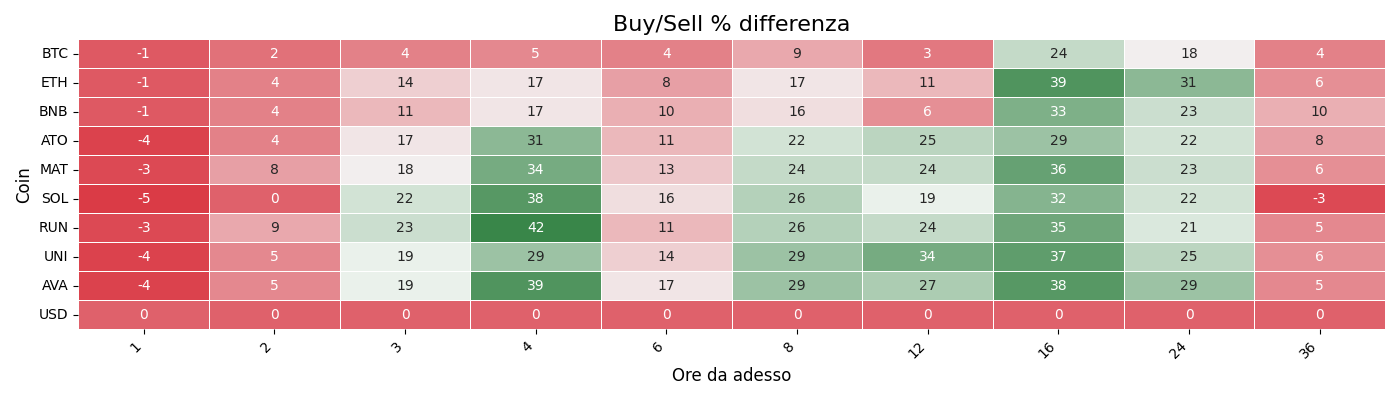 Buy/Sell % differenza
Coin
BTC -1 2 4 5 4 9 3 24 18 4
ETH -1 4 14 17 8 17 11 39 31 6
BNB -1 4 11 17 10 16 6 33 23 10
ATO -4 4 17 31 11 22 25 29 22 8
MAT -3 8 18 34 13 24 24 36 23 6
SOL -5 0 22 38 16 26 19 32 22 -3
RUN -3 9 23 42 11 26 24 35 21 5
UNI -4 5 19 29 14 29 34 37 25 6
AVA -4 5 19 39 17 29 27 38 29 5
USD 0 0 0 0 0 0 0 0 0 0
1 2 3 4 6 8 12 16 24 36
Ore da adesso